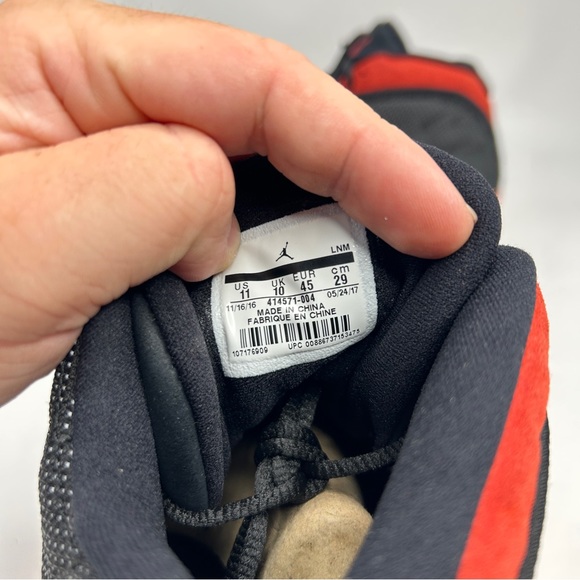 LNM
US UK EUR cm
11 10 45 29
11/16/16 414571-004 05/24/17
MADE IN CHINA
FABRIQUE EN CHINE
107176909 UPC 00886737153475